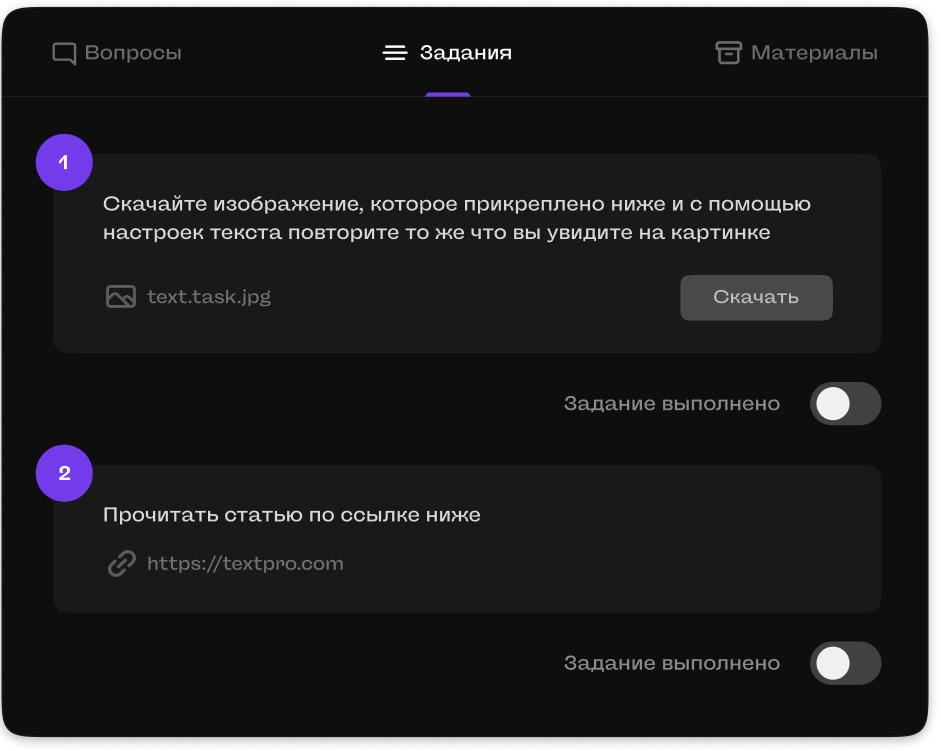 Вопросы
Задания
Материалы
1
Скачайте изображение, которое прикреплено ниже и с помощью
настроек текста повторите то же что вы увидите на картинке
text.task.jpg
Скачать
Задание выполнено
2
Прочитать статью по ссылке ниже
https://textpro.com
Задание выполнено